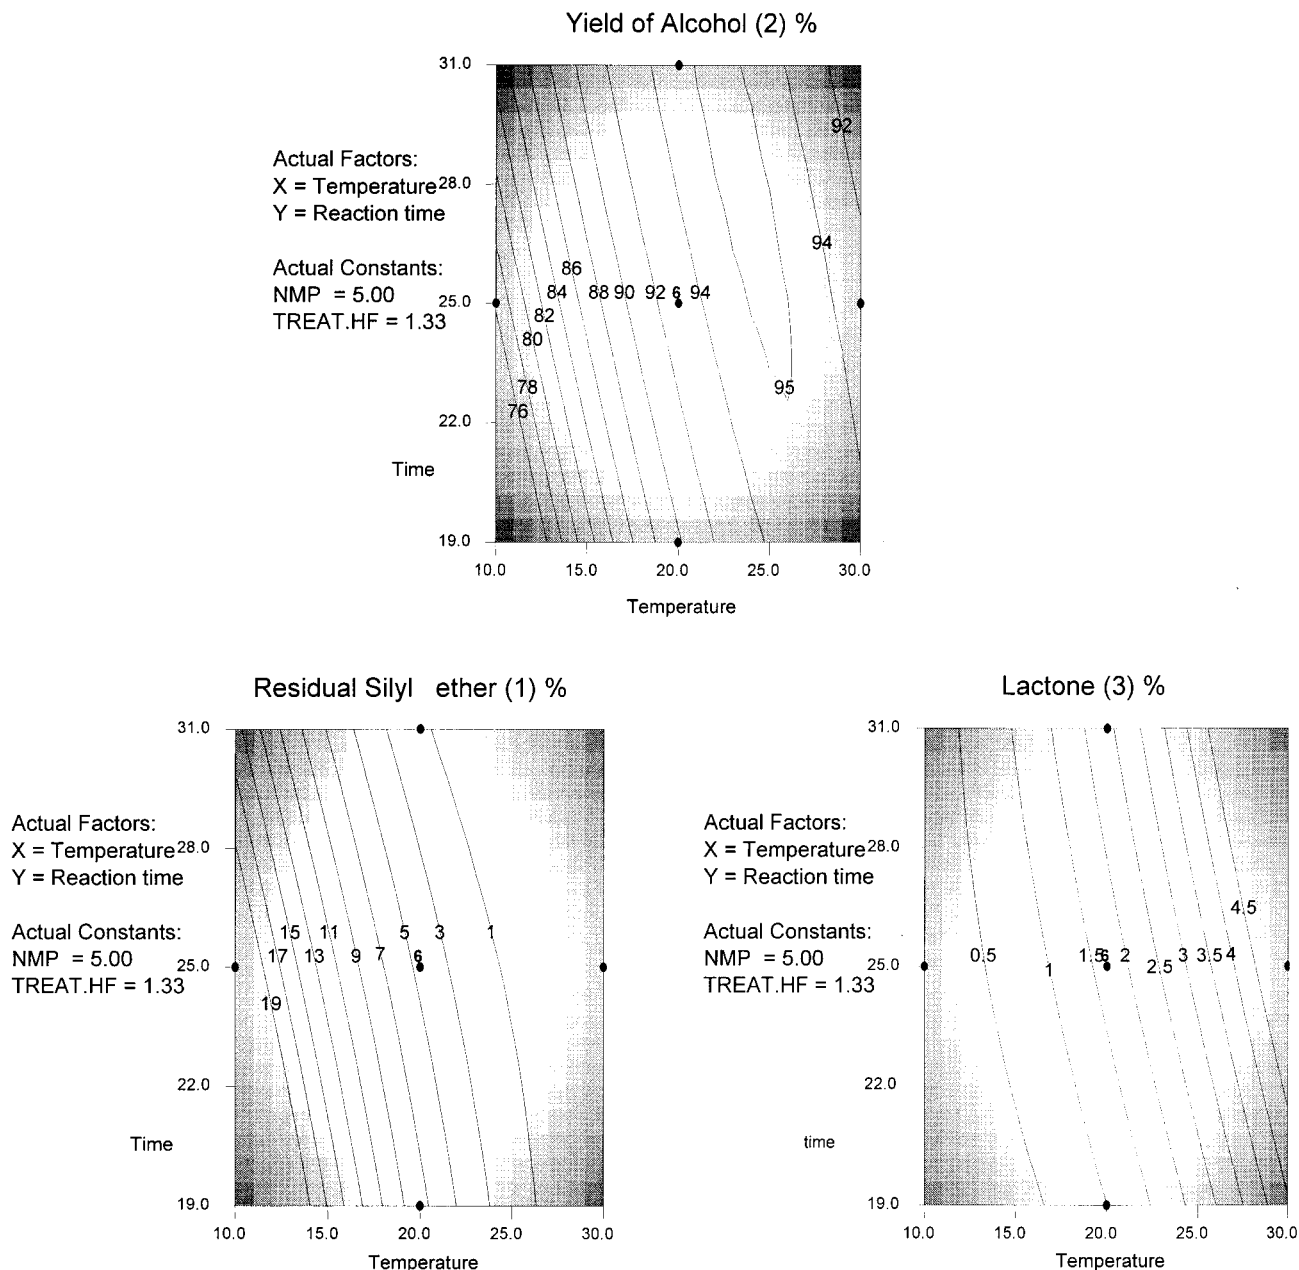 Yield of Alcohol (2) %
31.0
92
Actual Factors:
X = Temperature
28.0
Y = Reaction time
94
Actual Constants:
86
NMP = 5.00
84
88
90
92
6
94
25.0
TREAT.HF = 1.33
82
80
95
78
76
22.0
Time
19.0
10.0 15.0 20.0 25.0 30.0
Temperature
Residual Silyl ether (1) %
31.0
Actual Factors:
X = Temperature
28.0
Y = Reaction time
Actual Constants:
15
11
5
3
1
NMP = 5.00
17
13
9
7
6
25.0
TREAT.HF = 1.33
19
22.0
Time
19.0
10.0 15.0 20.0 25.0 30.0
Temperature
Lactone (3) %
31.0
Actual Factors:
X = Temperature
28.0
Y = Reaction time
4.5
Actual Constants:
NMP = 5.00
0.5
1.5
6
2
3
3.5
4
25.0
1
2.5
TREAT.HF = 1.33
22.0
time
19.0
10.0 15.0 20.0 25.0 30.0
Temperature